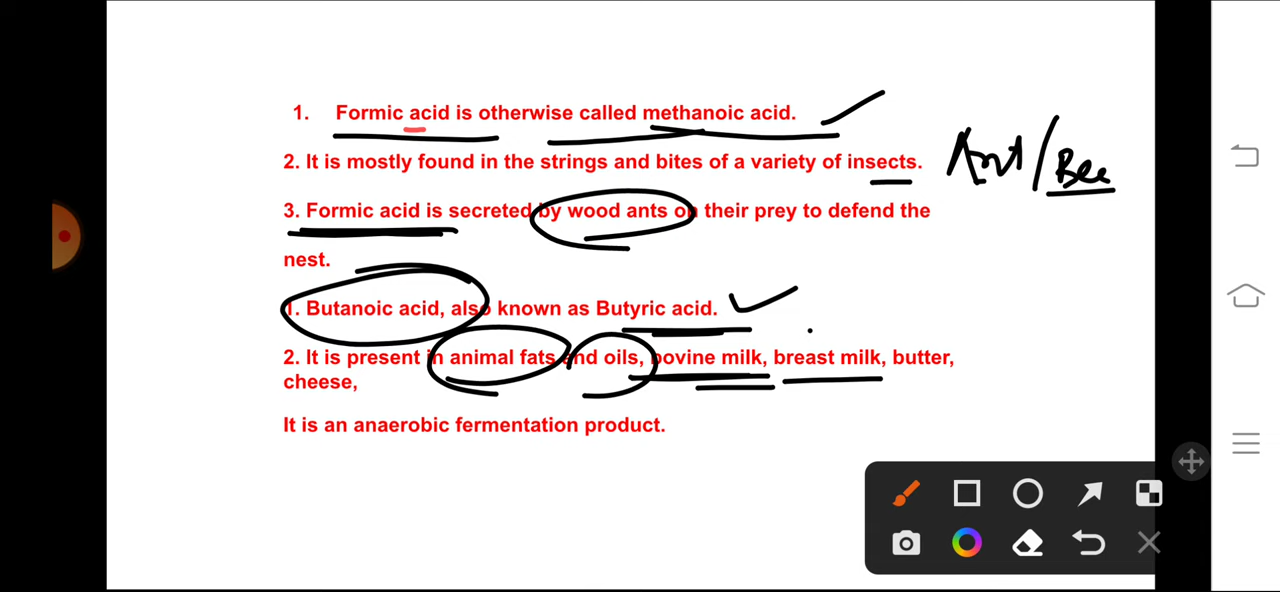 1. Formic acid is otherwise called methanoic acid.
2. It is mostly found in the strings and bites of a variety of insects.
Ant/Bee
3. Formic acid is secreted by wood ants on their prey to defend the
nest.
1. Butanoic acid, also known as Butyric acid.
2. It is present in animal fats and oils, bovine milk, breast milk, butter,
cheese,
It is an anaerobic fermentation product.